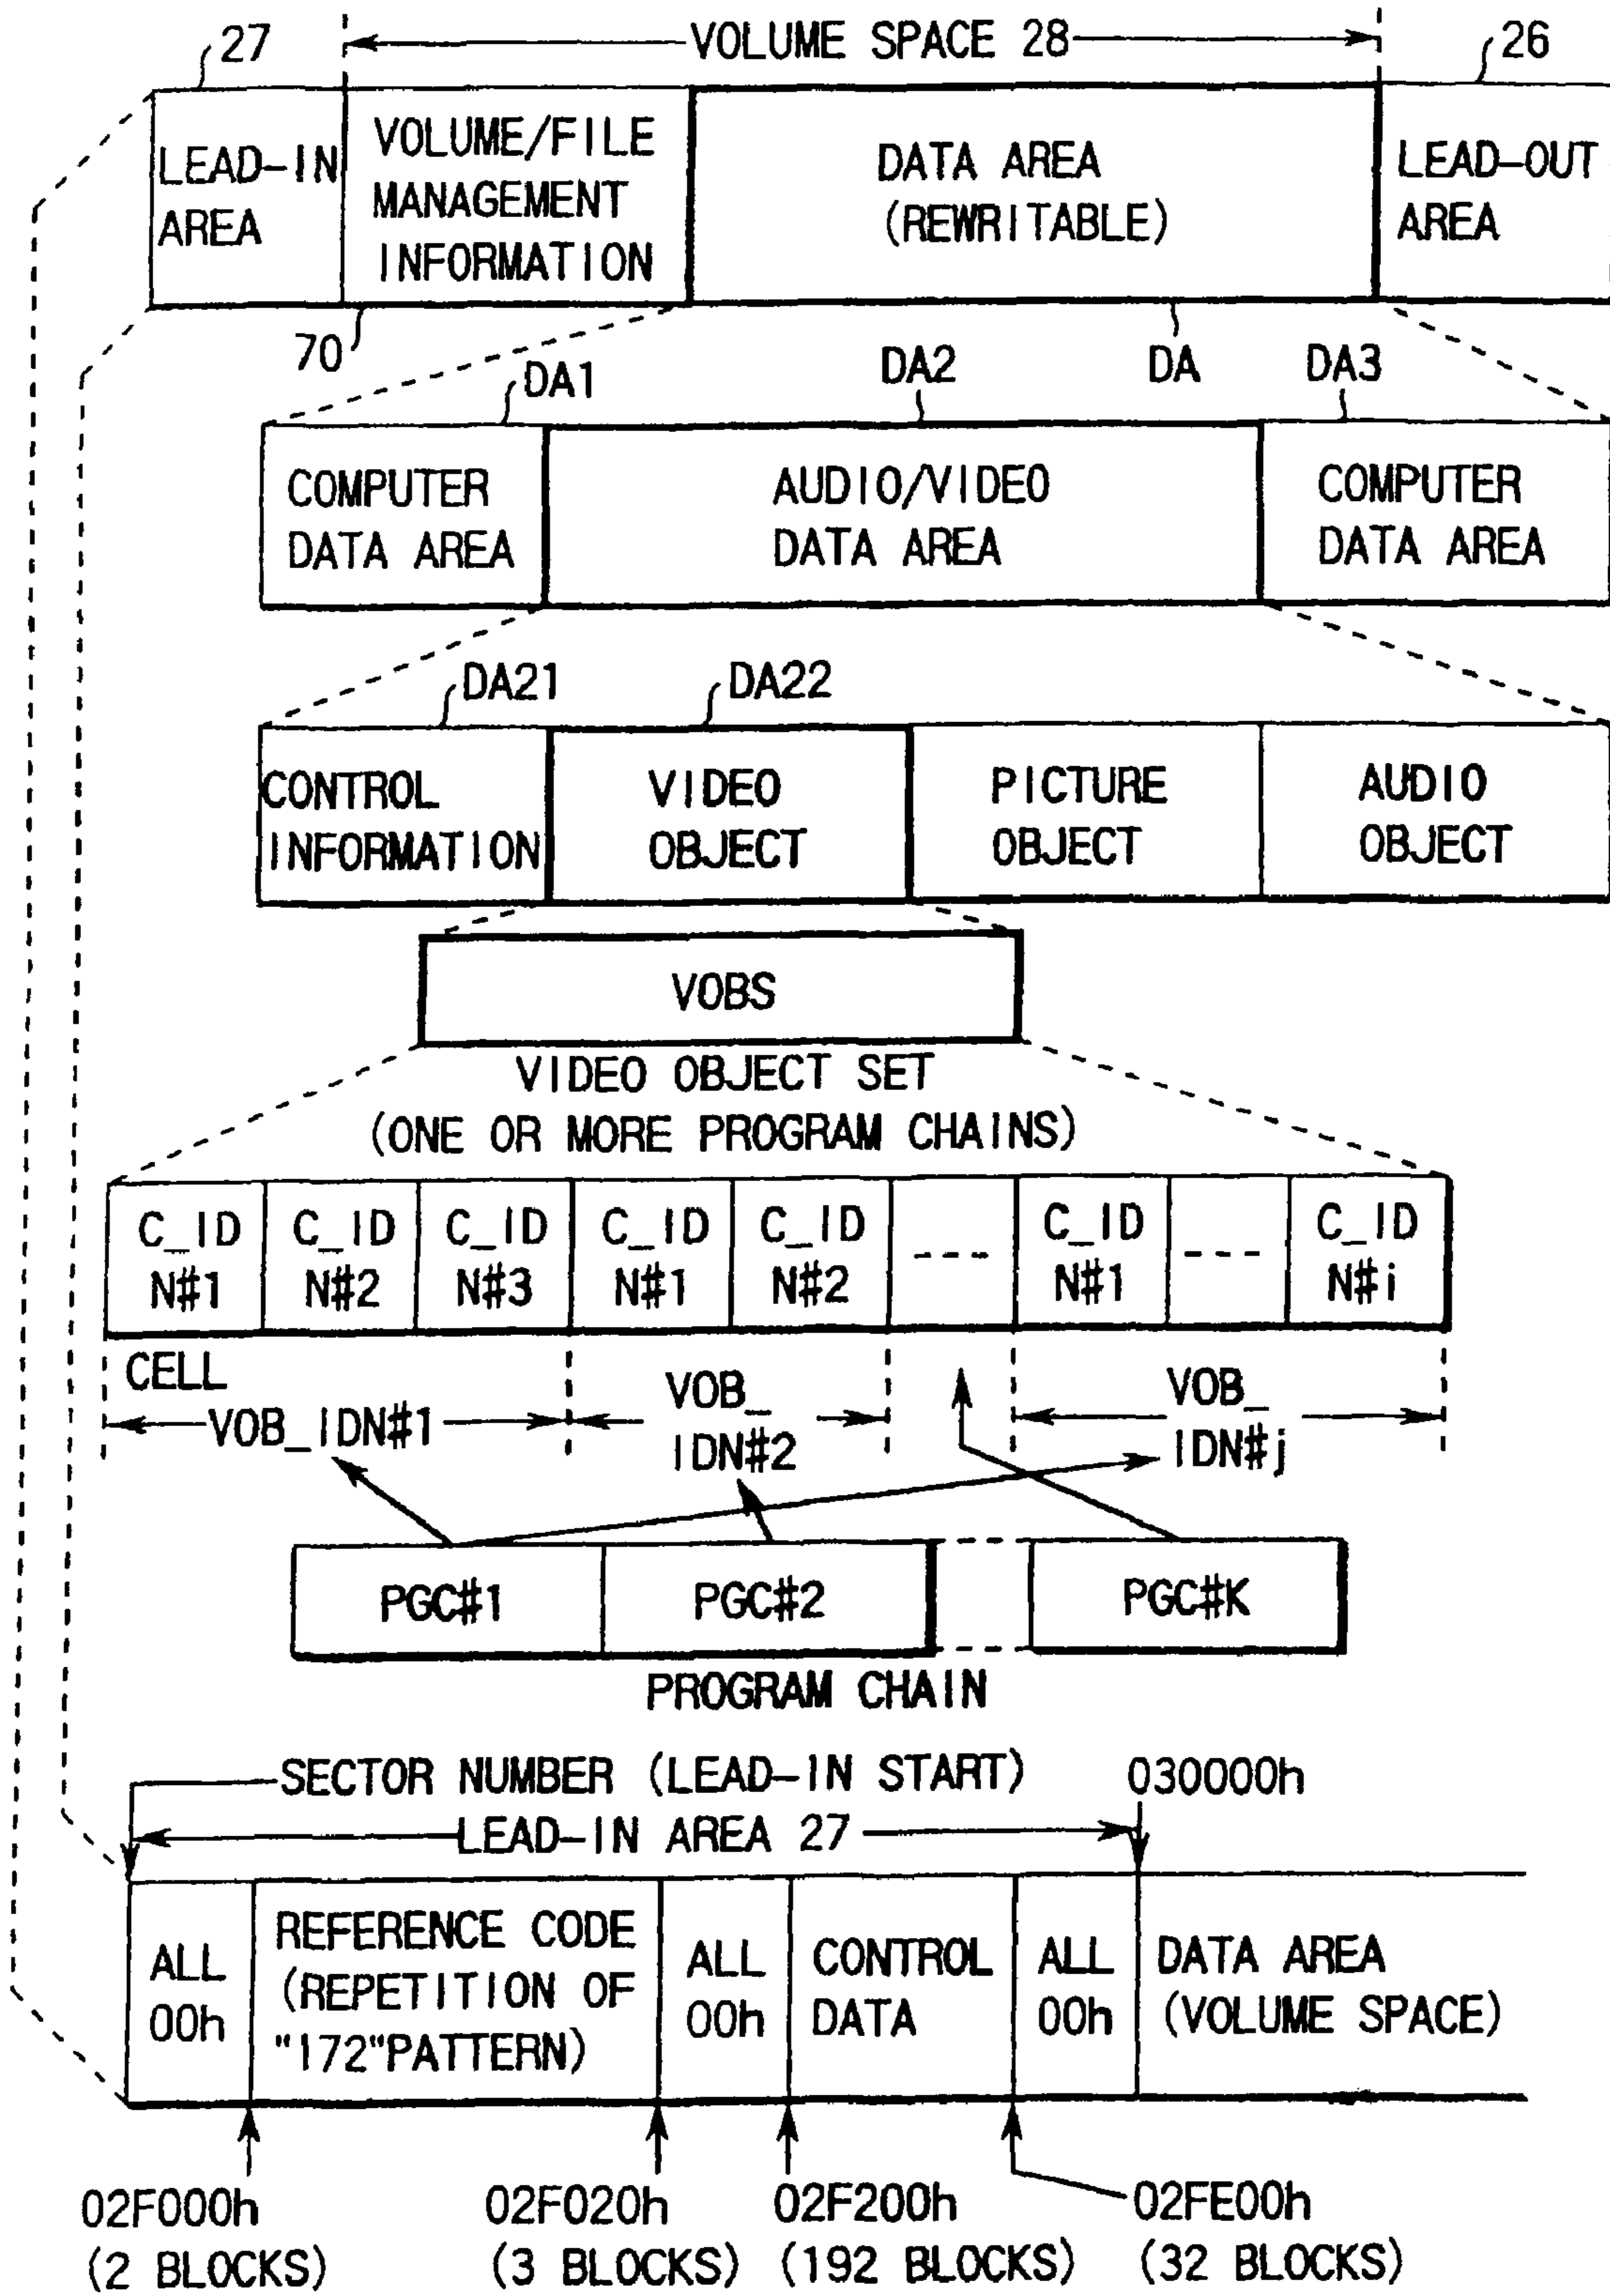 27
VOLUME SPACE 28
26
LEAD-IN
AREA
VOLUME/FILE
MANAGEMENT
INFORMATION
DATA AREA
(REWRITABLE)
LEAD-OUT
AREA
70
DA1
DA2
DA
DA3
COMPUTER
DATA AREA
AUDIO/VIDEO
DATA AREA
COMPUTER
DATA AREA
DA21
DA22
CONTROL
INFORMATION
VIDEO
OBJECT
PICTURE
OBJECT
AUDIO
OBJECT
VOBS
VIDEO OBJECT SET
(ONE OR MORE PROGRAM CHAINS)
C_ID
N#1
C_ID
N#2
C_ID
N#3
C_ID
N#1
C_ID
N#2
----
C_ID
N#1
----
C_ID
N#i
CELL
VOB_IDN#1
VOB_
IDN#2
VOB_
IDN#j
PGC#1
PGC#2
PGC#K
PROGRAM CHAIN
SECTOR NUMBER (LEAD-IN START)
030000h
LEAD-IN AREA 27
ALL
00h
REFERENCE CODE
(REPETITION OF
"172"PATTERN)
ALL
00h
CONTROL
DATA
ALL
00h
DATA AREA
(VOLUME SPACE)
02F000h
(2 BLOCKS)
02F020h
(3 BLOCKS)
02F200h
(192 BLOCKS)
02FE00h
(32 BLOCKS)